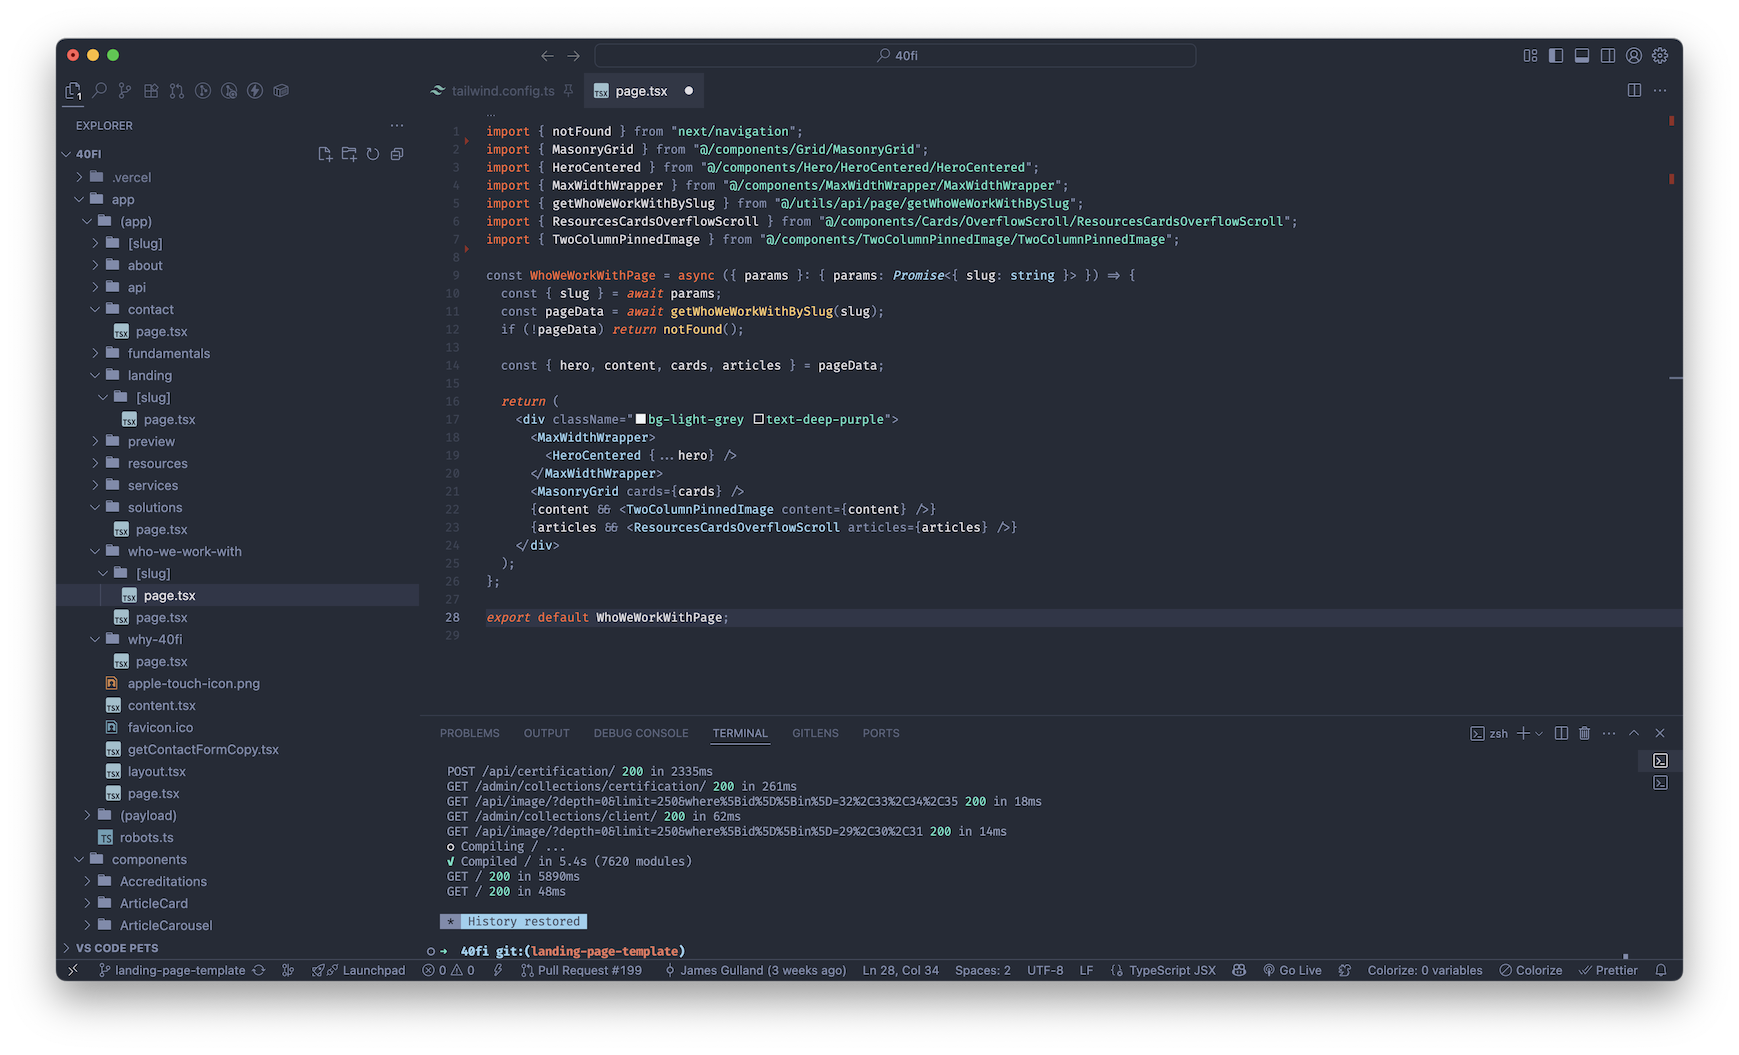 40fi
1
tailwind.config.ts
TSX page.tsx
EXPLORER
...
40FI
.vercel
app
(app)
[slug]
about
api
contact
TSX page.tsx
fundamentals
landing
[slug]
TSX page.tsx
preview
resources
services
solutions
TSX page.tsx
who-we-work-with
[slug]
TSX page.tsx
TSX page.tsx
why-40fi
TSX page.tsx
apple-touch-icon.png
TSX content.tsx
favicon.ico
TSX getContactFormCopy.tsx
TSX layout.tsx
TSX page.tsx
(payload)
TS robots.ts
components
Accreditations
ArticleCard
ArticleCarousel
VS CODE PETS
...
1 import { notFound } from "next/navigation";
2 import { MasonryGrid } from "@/components/Grid/MasonryGrid";
3 import { HeroCentered } from "@/components/Hero/HeroCentered/HeroCentered";
4 import { MaxWidthWrapper } from "@/components/MaxWidthWrapper/MaxWidthWrapper";
5 import { getWhoWeWorkWithBySlug } from "@/utils/api/page/getWhoWeWorkWithBySlug";
6 import { ResourcesCardsOverflowScroll } from "@/components/Cards/OverflowScroll/ResourcesCardsOverflowScroll";
7 import { TwoColumnPinnedImage } from "@/components/TwoColumnPinnedImage/TwoColumnPinnedImage";
8
9 const WhoWeWorkWithPage = async ({ params }: { params: Promise<{ slug: string }> }) => {
10 const { slug } = await params;
11 const pageData = await getWhoWeWorkWithBySlug(slug);
12 if (!pageData) return notFound();
13
14 const { hero, content, cards, articles } = pageData;
15
16 return (
17 <div className="bg-light-grey text-deep-purple">
18 <MaxWidthWrapper>
19 <HeroCentered {...hero} />
20 </MaxWidthWrapper>
21 <MasonryGrid cards={cards} />
22 {content && <TwoColumnPinnedImage content={content} />}
23 {articles && <ResourcesCardsOverflowScroll articles={articles} />}
24 </div>
25 );
26 };
27
28 export default WhoWeWorkWithPage;
29
PROBLEMS OUTPUT DEBUG CONSOLE TERMINAL GITLENS PORTS
zsh
POST /api/certification/ 200 in 2335ms
GET /admin/collections/certification/ 200 in 261ms
GET /api/image/?depth=0&limit=250&where%5Bid%5D%5Bin%5D=32%2C33%2C34%2C35 200 in 18ms
GET /admin/collections/client/ 200 in 62ms
GET /api/image/?depth=0&limit=250&where%5Bid%5D%5Bin%5D=29%2C30%2C31 200 in 14ms
○ Compiling / ...
✓ Compiled / in 5.4s (7620 modules)
GET / 200 in 5890ms
GET / 200 in 48ms
* History restored
→ 40fi git:(landing-page-template)
landing-page-template Launchpad 0 0 Pull Request #199 James Gulland (3 weeks ago) Ln 28, Col 34 Spaces: 2 UTF-8 LF TypeScript JSX Go Live Colorize: 0 variables Colorize Prettier